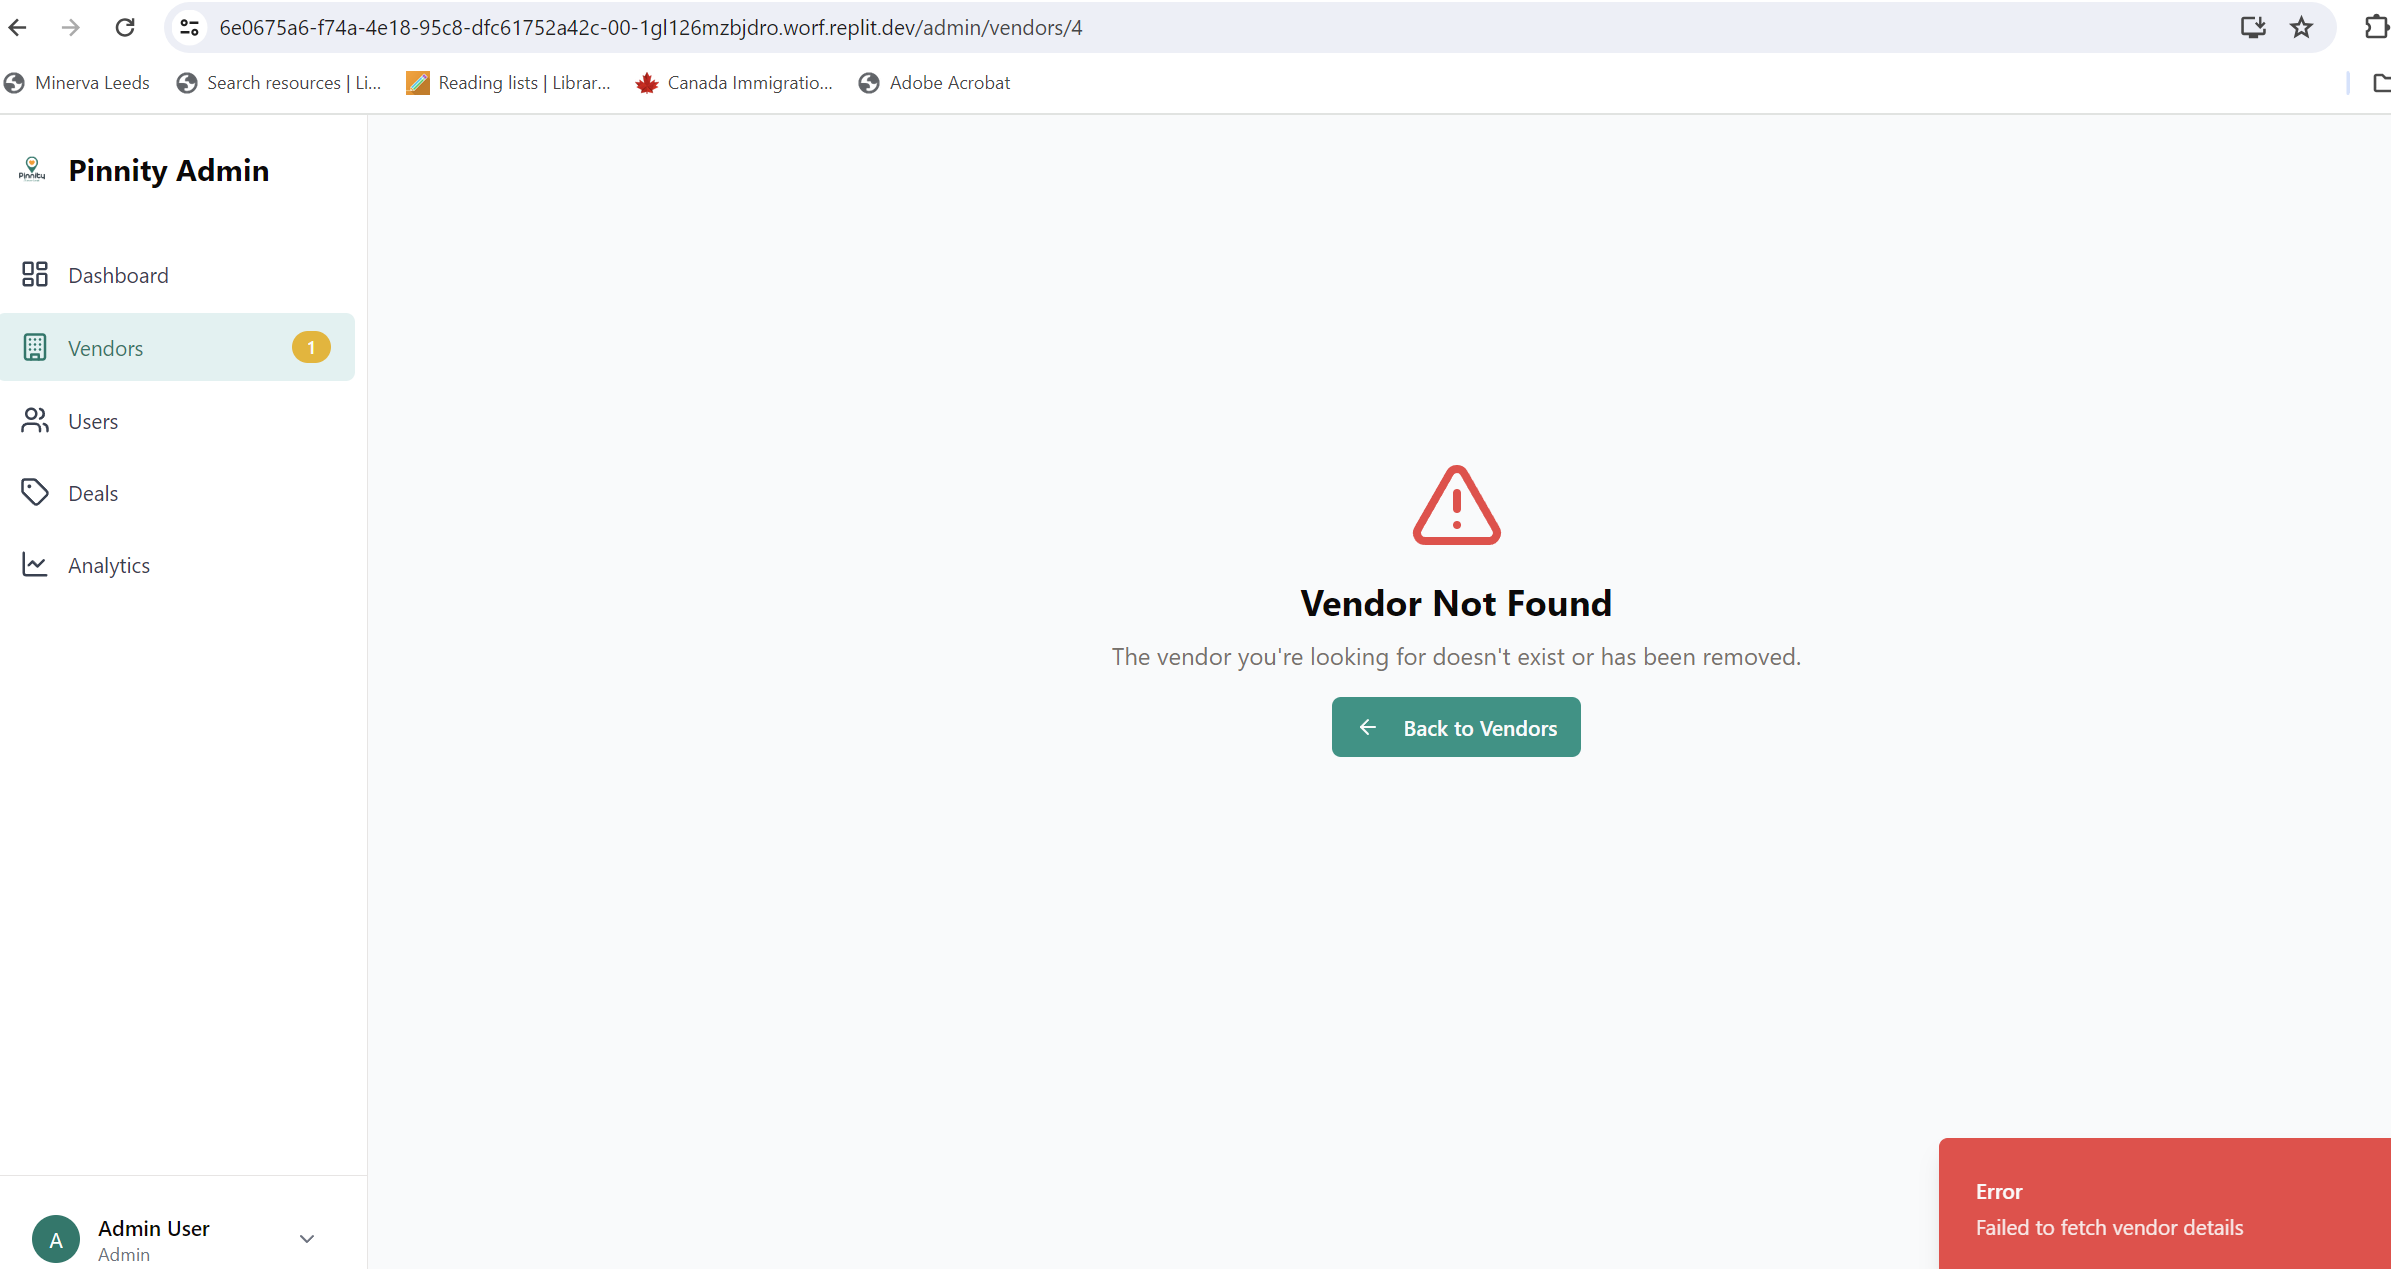 6e0675a6-f74a-4e18-95c8-dfc61752a42c-00-1gl126mzbjdro.worf.replit.dev/admin/vendors/4
Minerva Leeds
Search resources | Li...
Reading lists | Librar...
Canada Immigratio...
Adobe Acrobat
Pinnity
Pinnity Admin
Dashboard
Vendors
1
Users
Deals
Analytics
Vendor Not Found
The vendor you're looking for doesn't exist or has been removed.
Back to Vendors
Error
Failed to fetch vendor details
A
Admin User
Admin